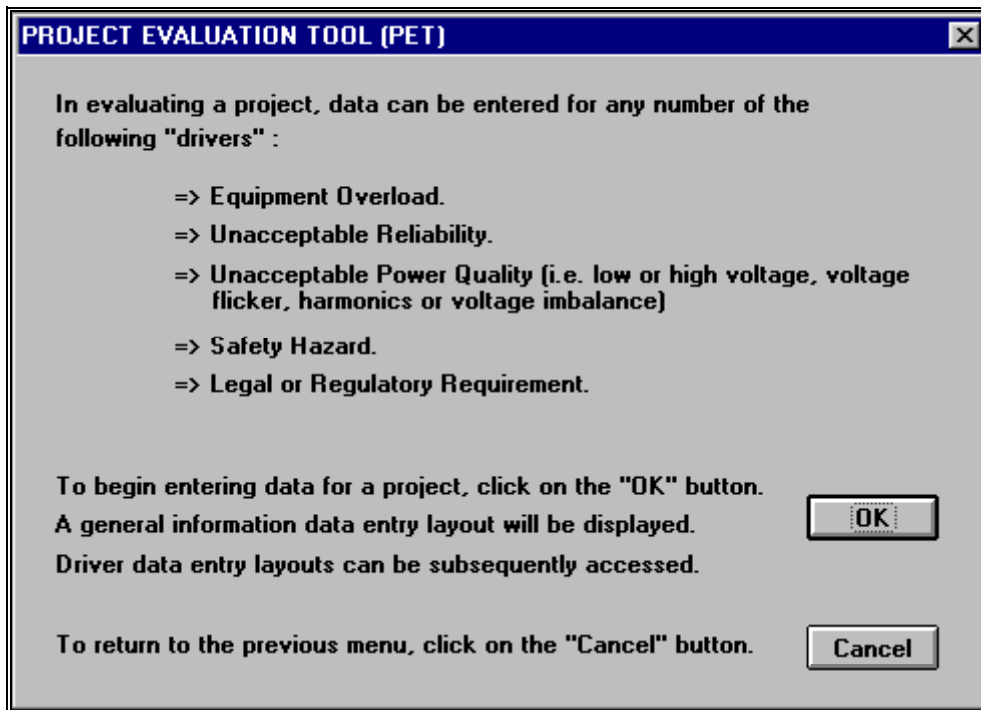 PROJECT EVALUATION TOOL (PET)
In evaluating a project, data can be entered for any number of the
following "drivers" :
=> Equipment Overload.
=> Unacceptable Reliability.
=> Unacceptable Power Quality (i.e. low or high voltage, voltage
flicker, harmonics or voltage imbalance)
=> Safety Hazard.
=> Legal or Regulatory Requirement.
To begin entering data for a project, click on the "OK" button.
A general information data entry layout will be displayed.
Driver data entry layouts can be subsequently accessed.
OK
To return to the previous menu, click on the "Cancel" button.
Cancel